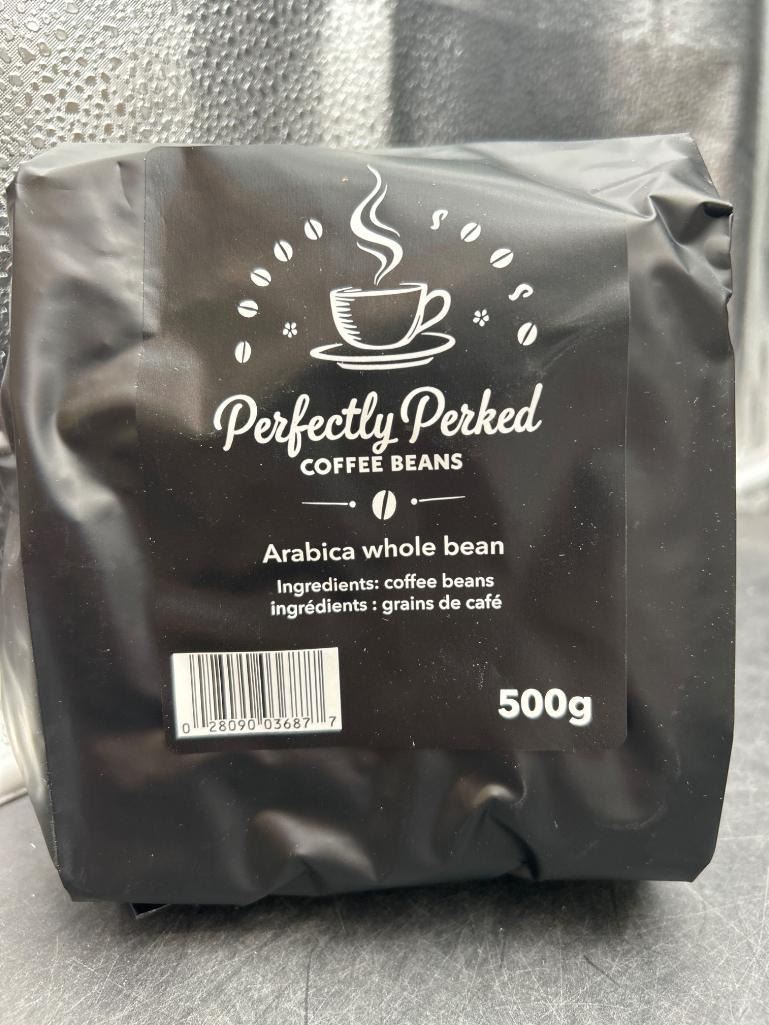 Perfectly Perked
COFFEE BEANS
Arabica whole bean
Ingredients: coffee beans
ingrédients : grains de café
500g
0 28090 03687 7